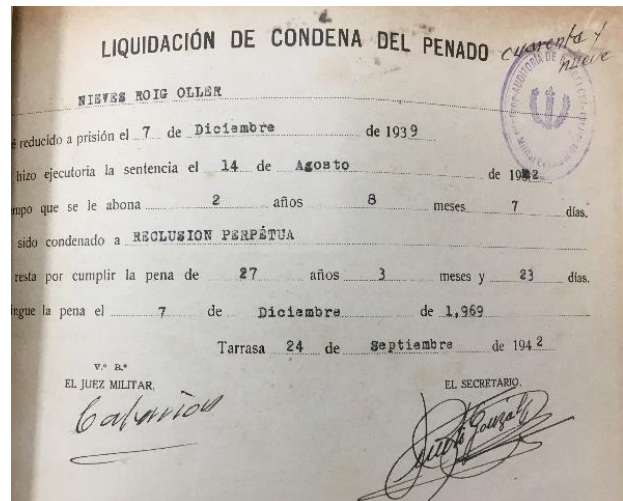 LIQUIDACIÓN DE CONDENA DEL PENADO cuarenta y nueve
NIEVES ROIG OLLER
é reducido a prisión el 7 de Diciembre de 1939
hizo ejecutoria la sentencia el 14 de Agosto de 1942
mpo que se le abona 2 años 8 meses 7 días.
sido condenado a RECLUSION PERPÉTUA
resta por cumplir la pena de 27 años 3 meses y 23 días.
ingue la pena el 7 de Diciembre de 1,969
Tarrasa 24 de Septiembre de 1942
V.º B.º
EL JUEZ MILITAR,
EL SECRETARIO,